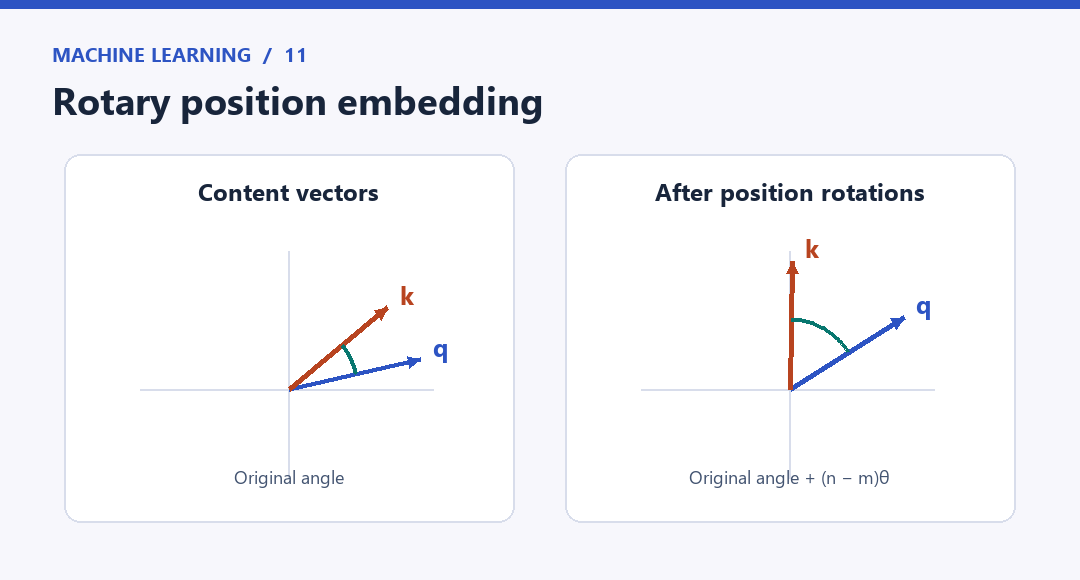 MACHINE LEARNING / 11
Rotary position embedding
Content vectors
k
q
Original angle
After position rotations
k
q
Original angle + (n − m)θ